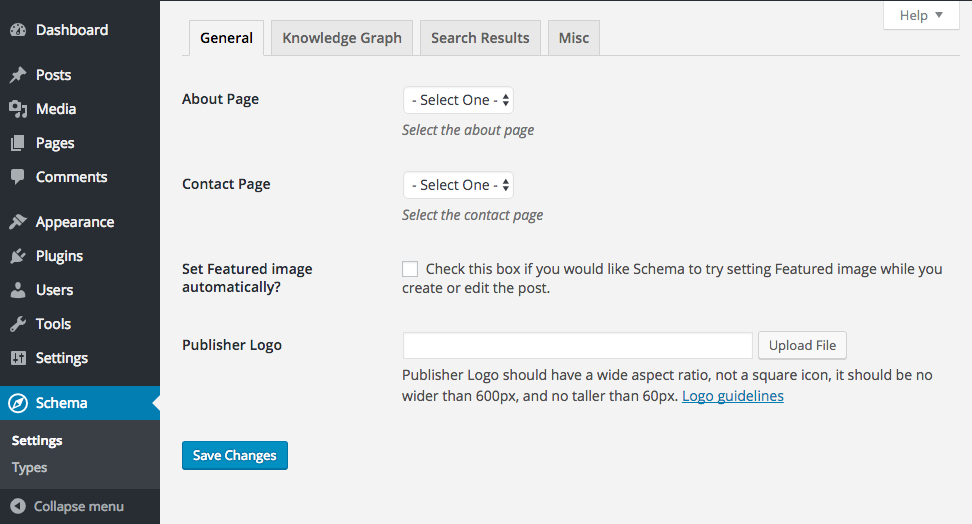 Dashboard
Posts
Media
Pages
Comments
Appearance
Plugins
Users
Tools
Settings
Schema
Settings
Types
Collapse menu
Help
General
Knowledge Graph
Search Results
Misc
About Page
- Select One -
Select the about page
Contact Page
- Select One -
Select the contact page
Set Featured image
automatically?
Check this box if you would like Schema to try setting Featured image while you
create or edit the post.
Publisher Logo
Upload File
Publisher Logo should have a wide aspect ratio, not a square icon, it should be no
wider than 600px, and no taller than 60px. Logo guidelines
Save Changes